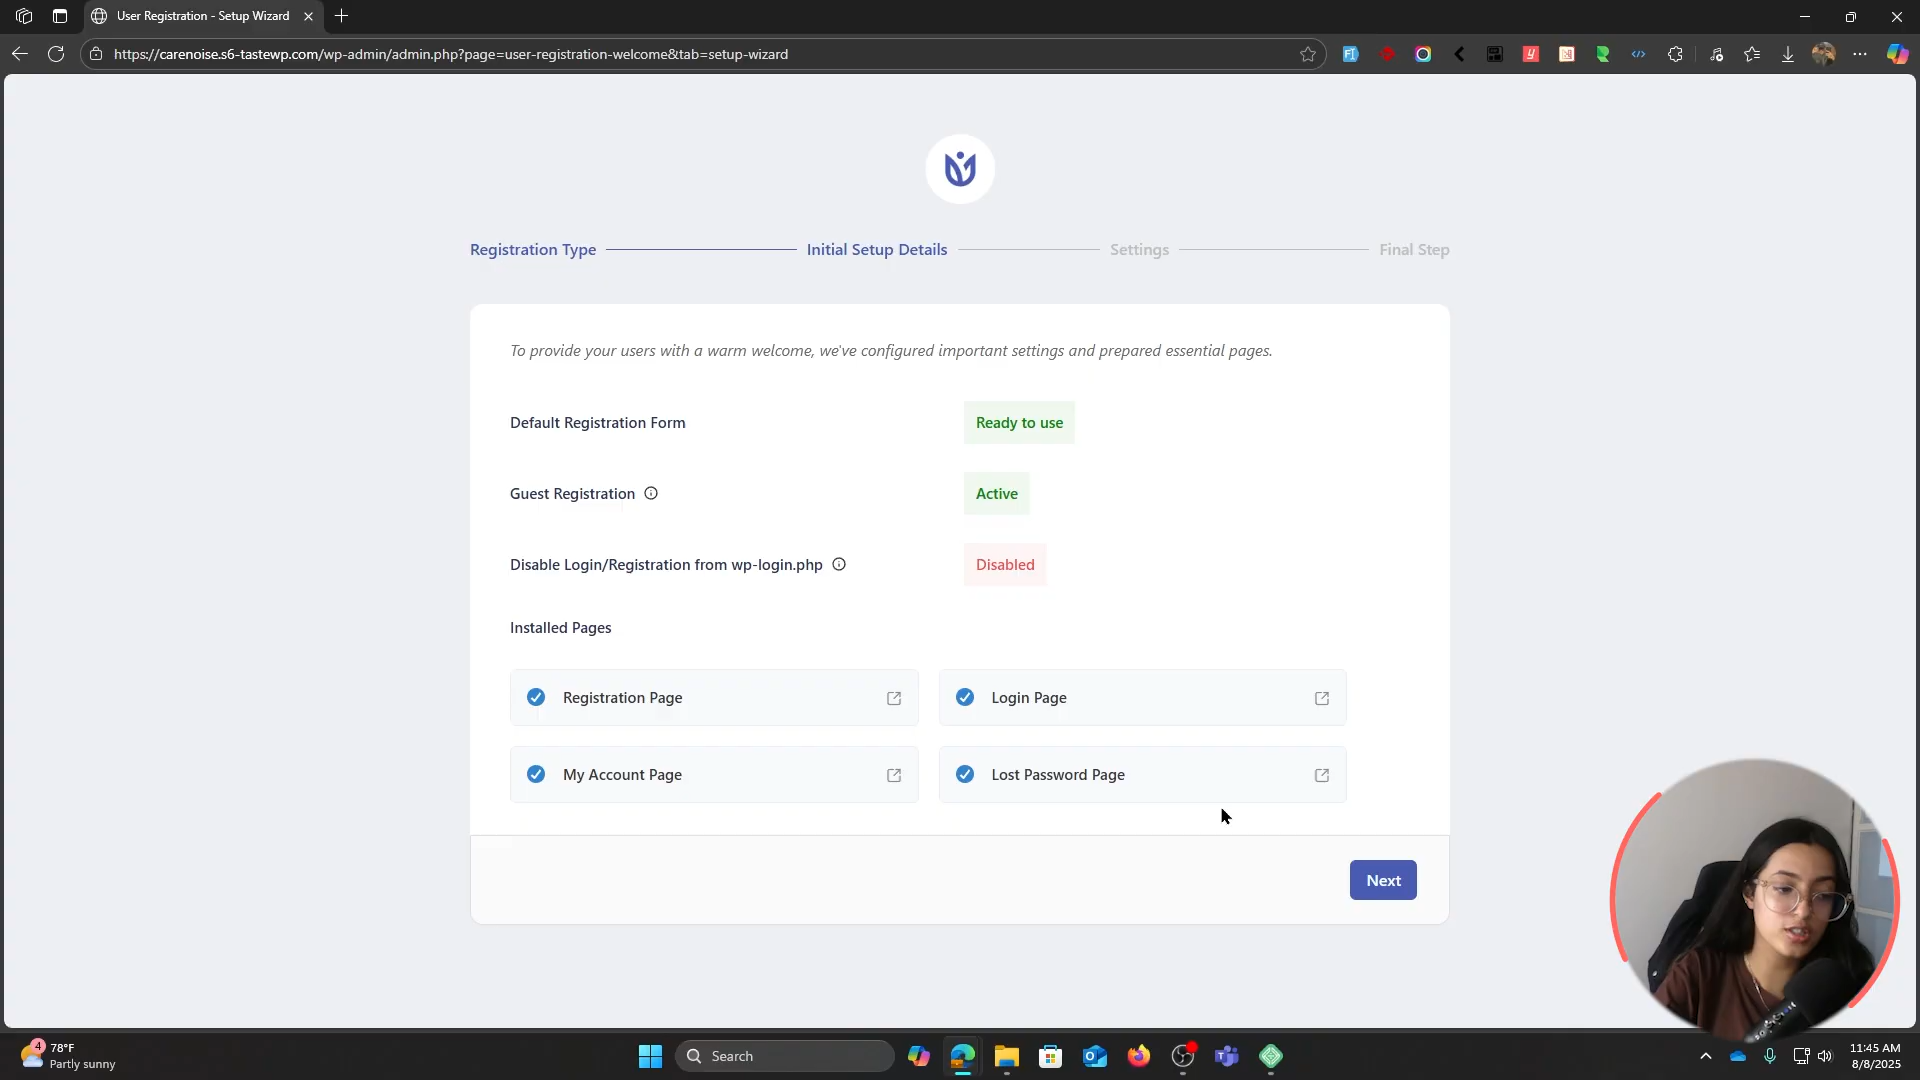 User Registration - Setup Wizard
https://carenoise.s6-tastewp.com/wp-admin/admin.php?page=user-registration-welcome&tab=setup-wizard
Registration Type
Initial Setup Details
Settings
Final Step
To provide your users with a warm welcome, we've configured important settings and prepared essential pages.
Default Registration Form
Ready to use
Guest Registration
Active
Disable Login/Registration from wp-login.php
Disabled
Installed Pages
Registration Page
Login Page
My Account Page
Lost Password Page
Next
4
78°F
Partly sunny
Search
11:45 AM
8/8/2025